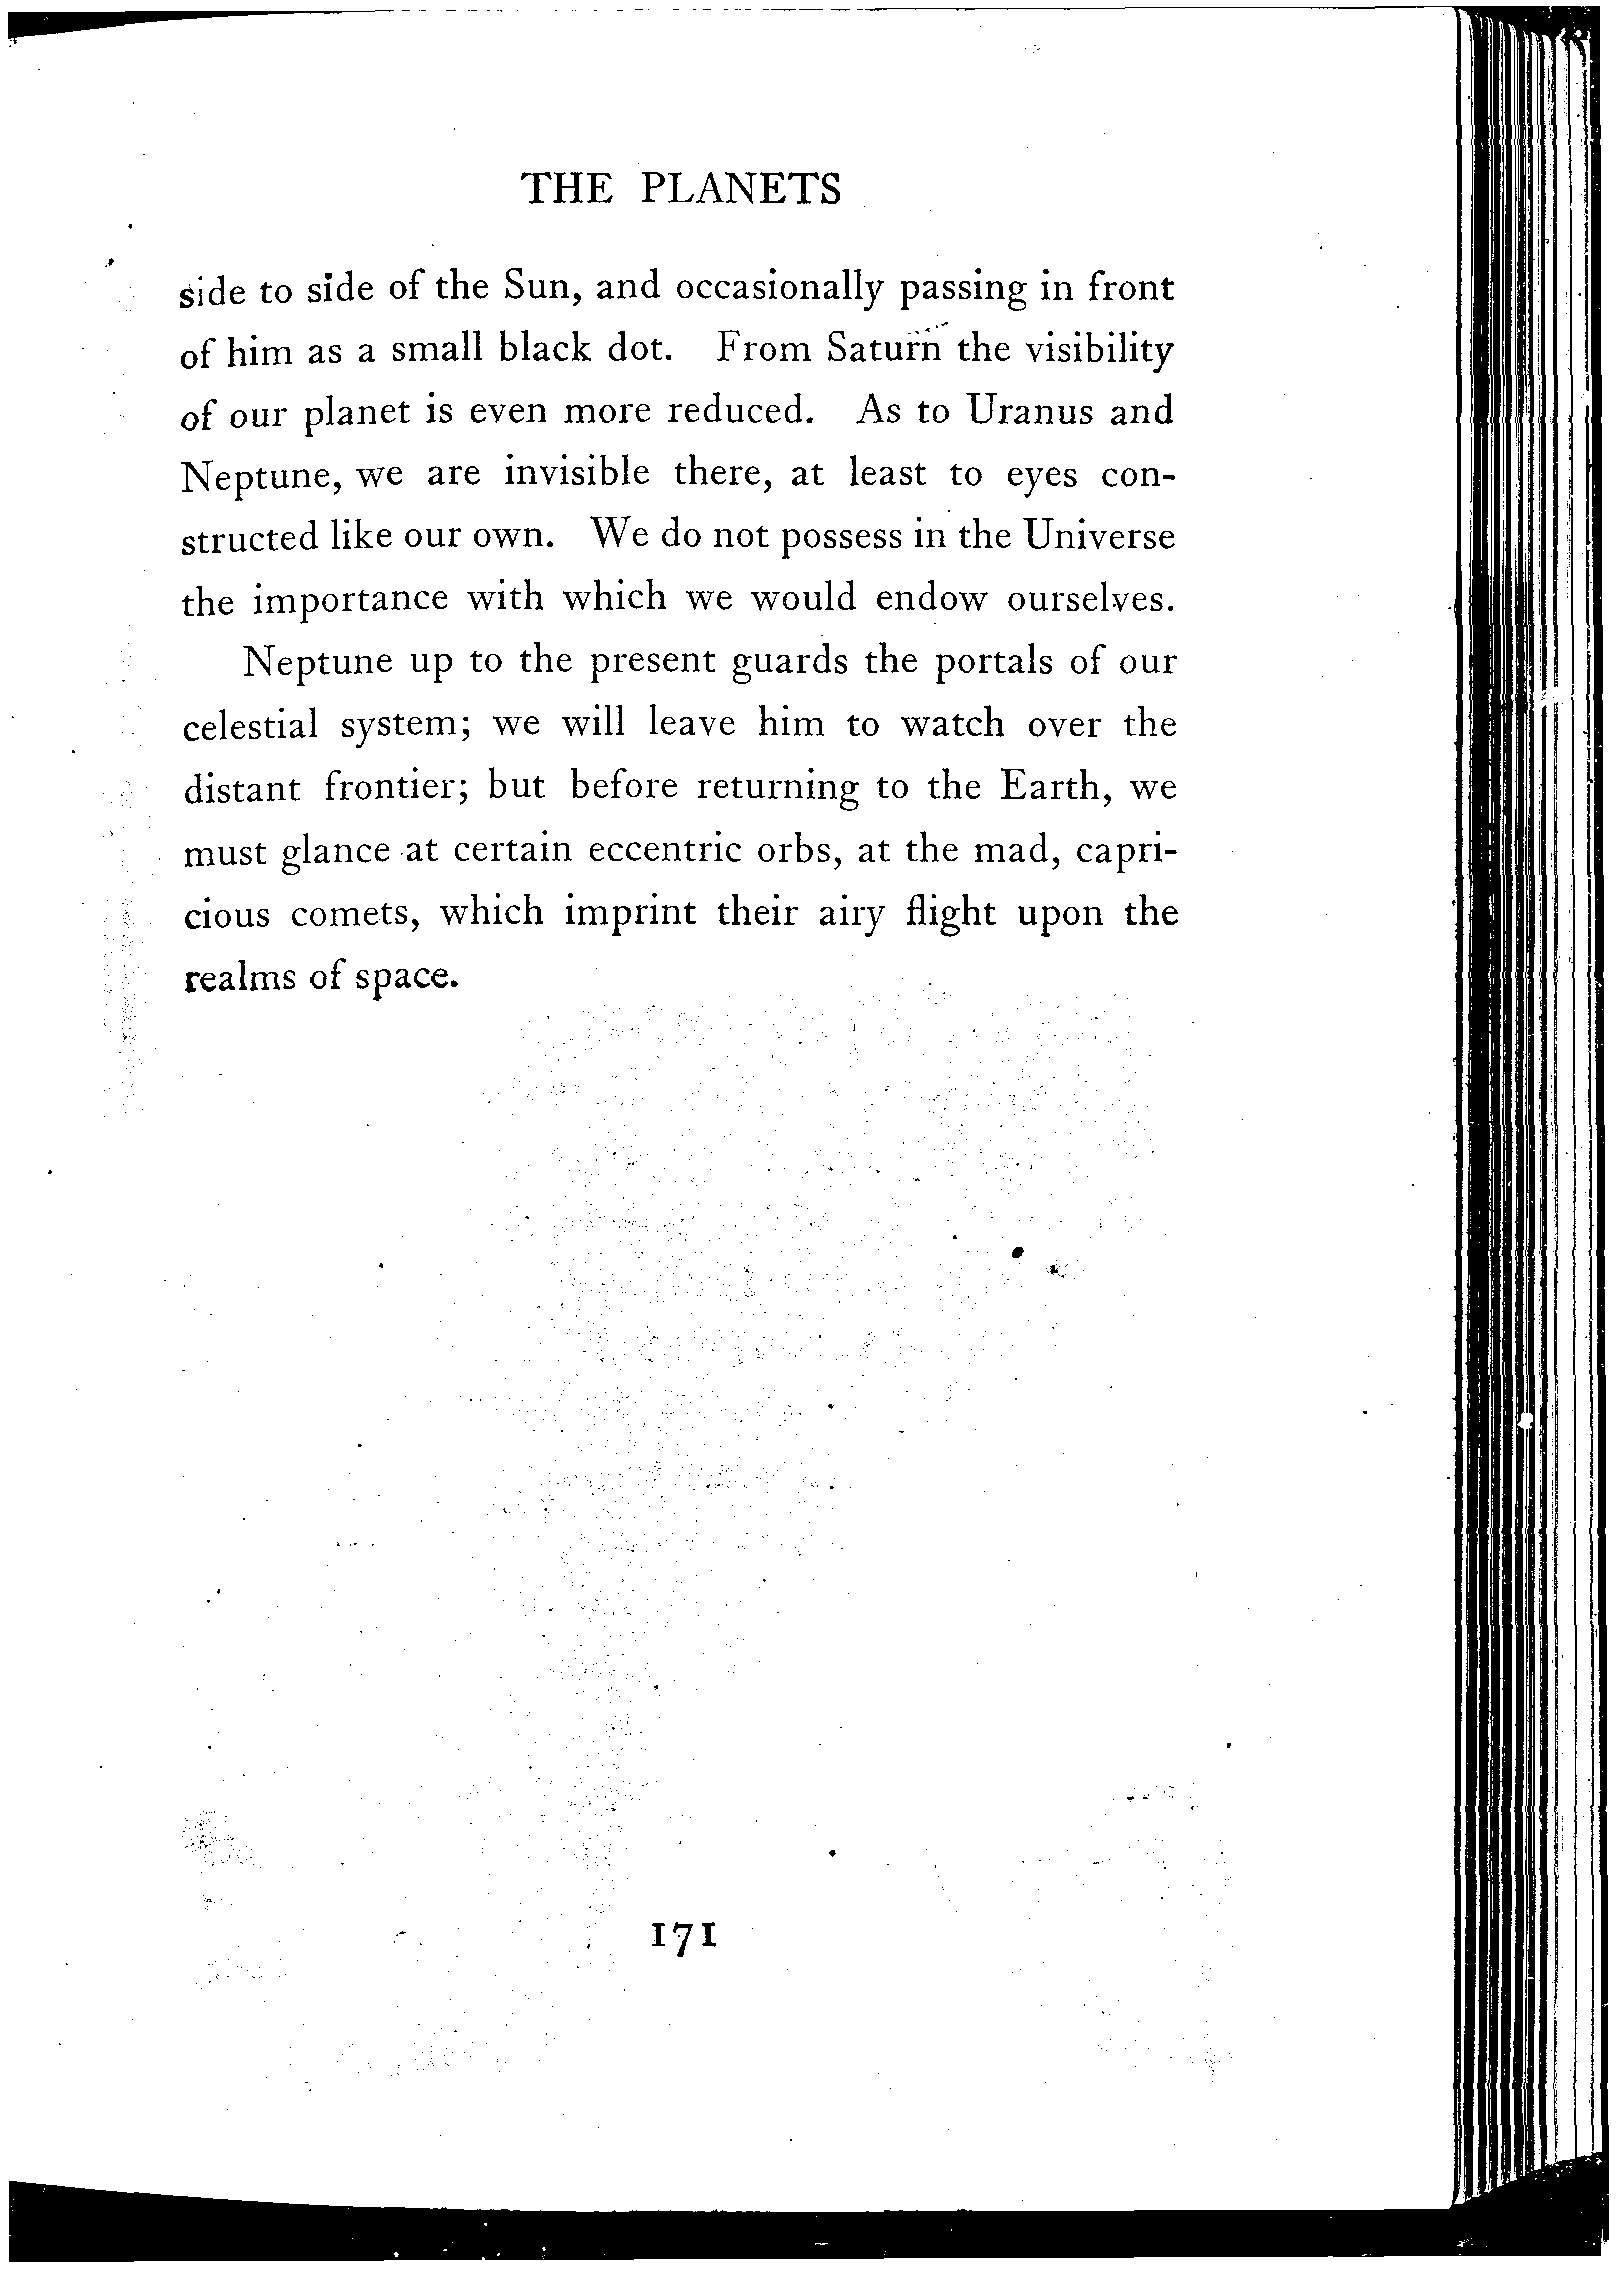 THE PLANETS
side to side of the Sun, and occasionally passing in front
of him as a small black dot. From Saturn the visibility
of our planet is even more reduced. As to Uranus and
Neptune, we are invisible there, at least to eyes con-
structed like our own. We do not possess in the Universe
the importance with which we would endow ourselves.
Neptune up to the present guards the portals of our
celestial system; we will leave him to watch over the
distant frontier; but before returning to the Earth, we
must glance at certain eccentric orbs, at the mad, capri-
cious comets, which imprint their airy flight upon the
realms of space.
171